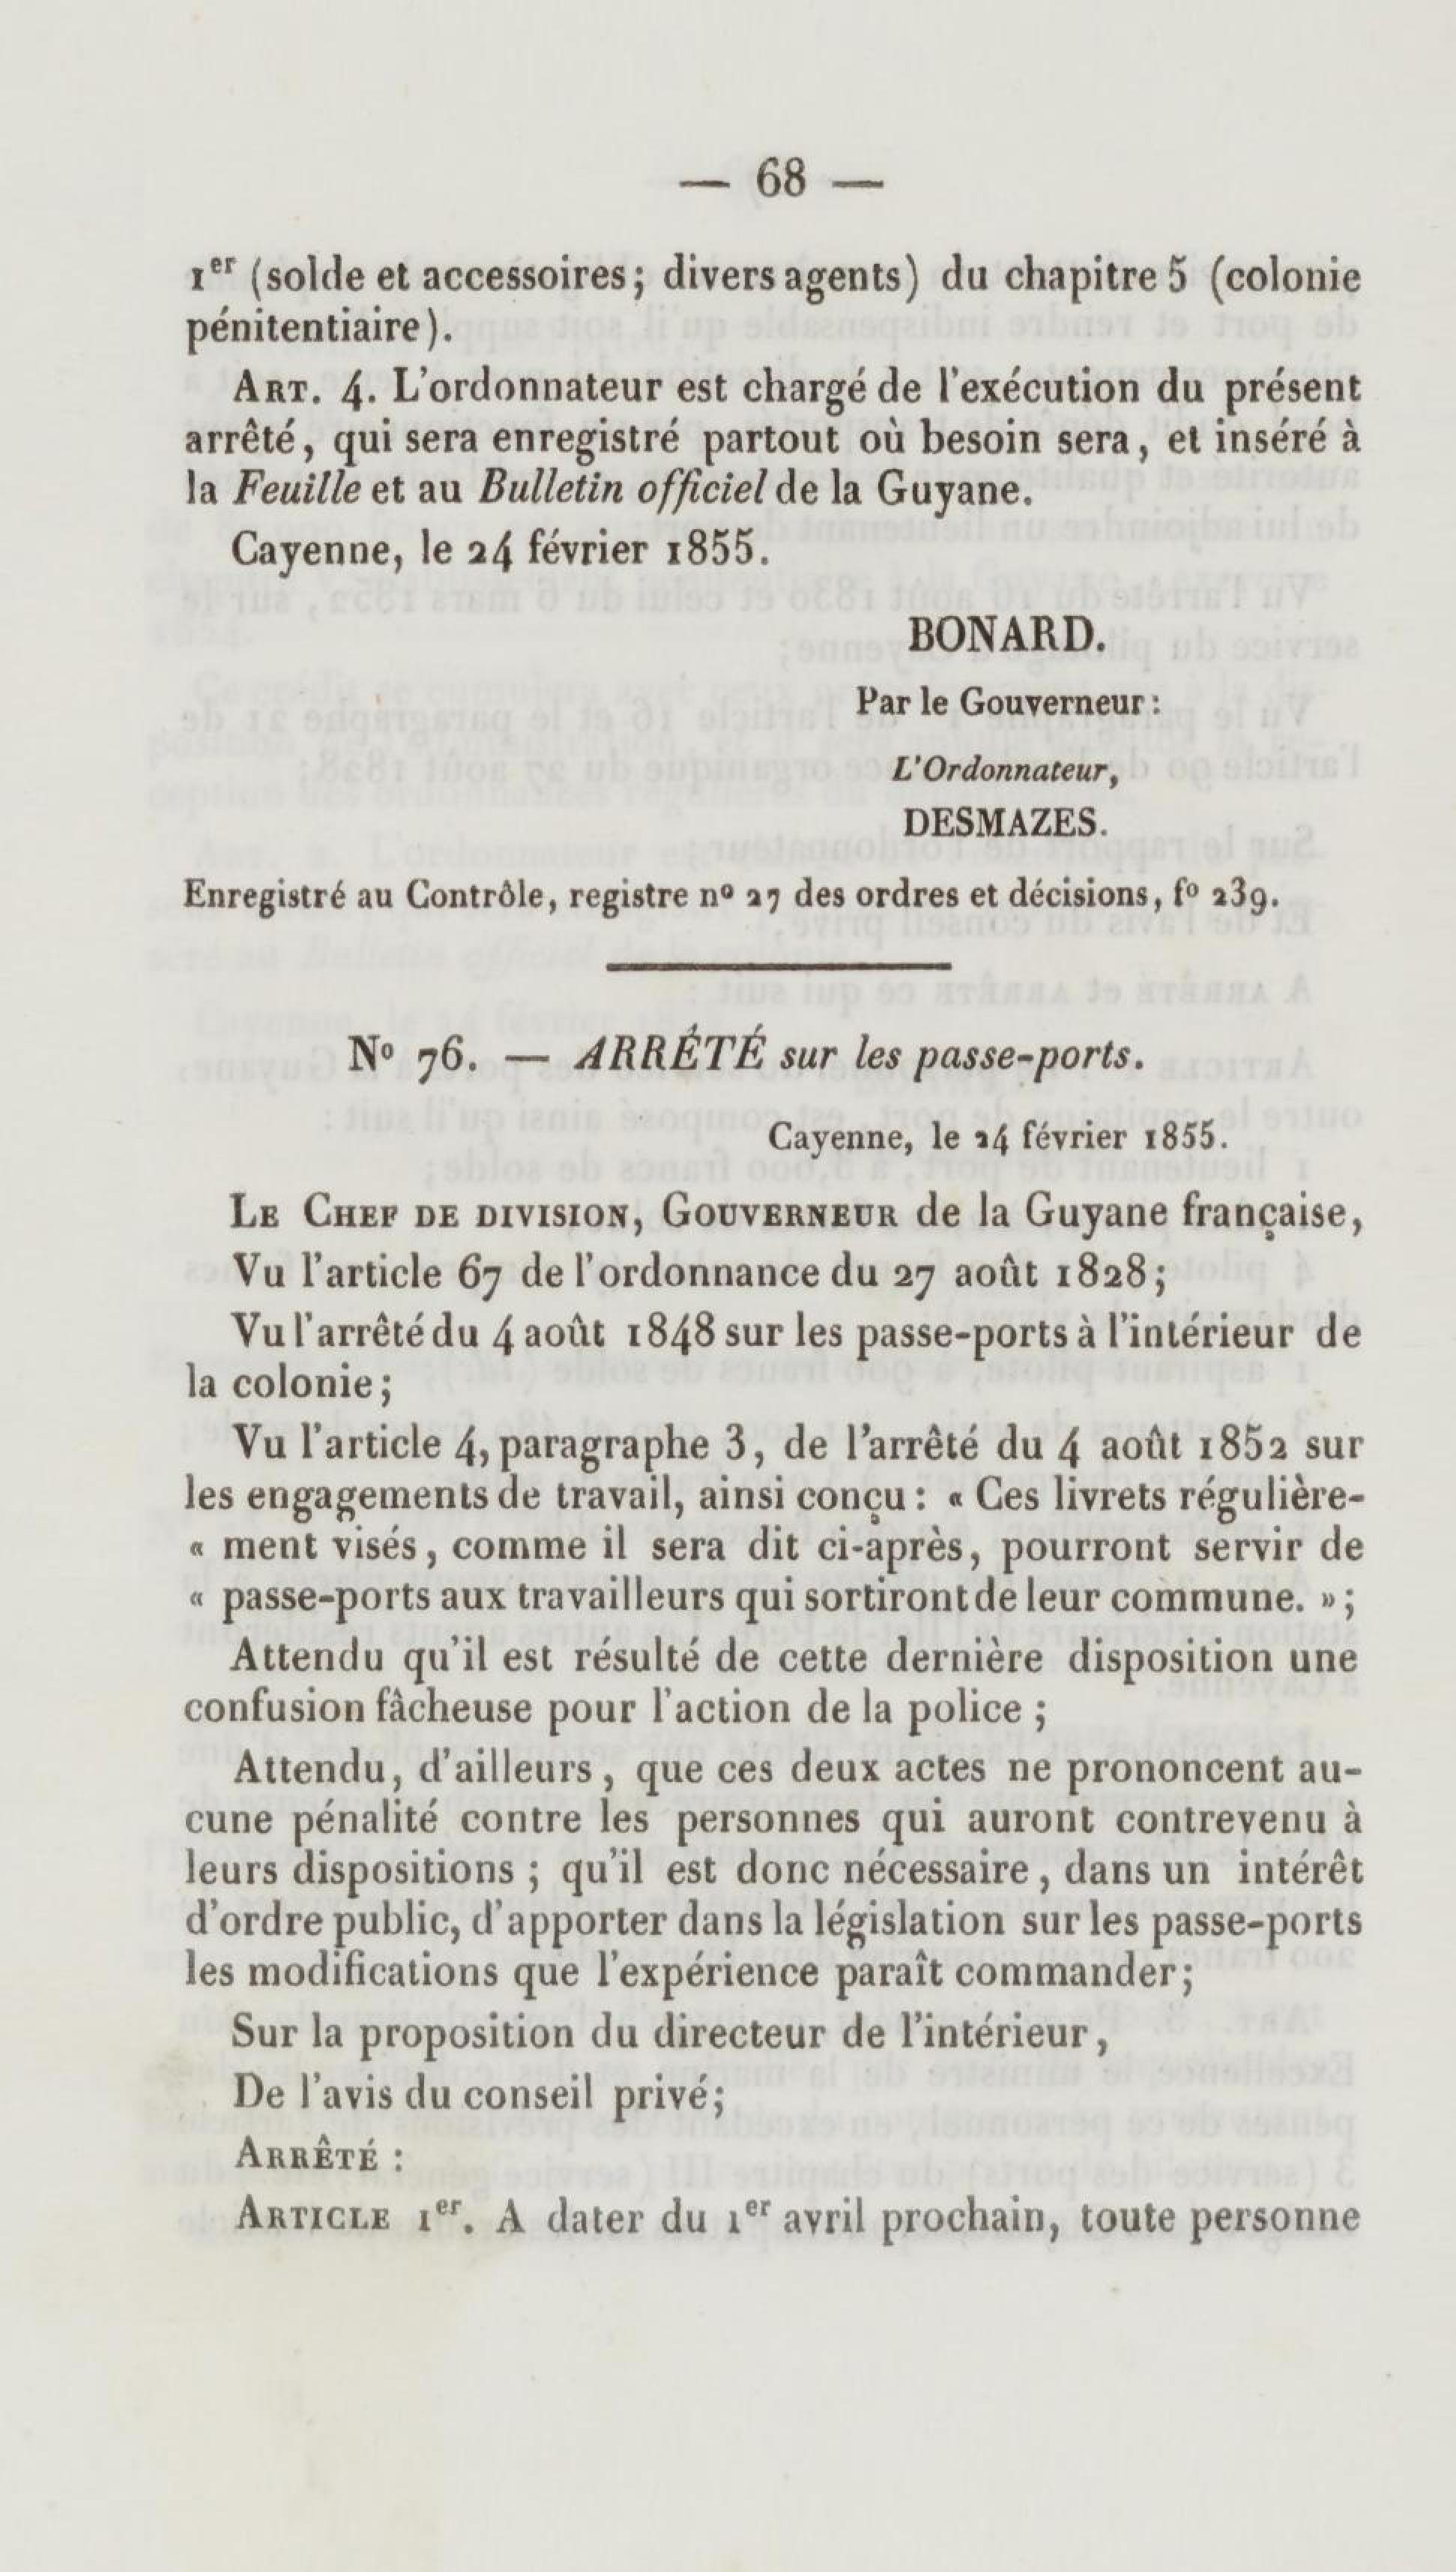 — 68 —
1er (solde et accessoires; divers agents) du chapitre 5 (colonie
pénitentiaire).
ART. 4. L'ordonnateur est chargé de l'exécution du présent
arrêté, qui sera enregistré partout où besoin sera, et inséré à
la Feuille et au Bulletin officiel de la Guyane.
Cayenne, le 24 février 1855.
BONARD.
Par le Gouverneur:
L'Ordonnateur,
DESMAZES.
Enregistré au Contrôle, registre nº 27 des ordres et décisions, fº 239.
Nº 76. — ARRÊTÉ sur les passe-ports.
Cayenne, le 24 février 1855.
LE CHEF DE DIVISION, GOUVERNEUR de la Guyane française,
Vu l'article 67 de l'ordonnance du 27 août 1828;
Vu l'arrêté du 4 août 1848 sur les passe-ports à l'intérieur de
la colonie;
Vu l'article 4, paragraphe 3, de l'arrêté du 4 août 1852 sur
les engagements de travail, ainsi conçu: « Ces livrets régulière-
« ment visés, comme il sera dit ci-après, pourront servir de
« passe-ports aux travailleurs qui sortiront de leur commune. »;
Attendu qu'il est résulté de cette dernière disposition une
confusion fâcheuse pour l'action de la police;
Attendu, d'ailleurs, que ces deux actes ne prononcent au-
cune pénalité contre les personnes qui auront contrevenu à
leurs dispositions; qu'il est donc nécessaire, dans un intérêt
d'ordre public, d'apporter dans la législation sur les passe-ports
les modifications que l'expérience paraît commander;
Sur la proposition du directeur de l'intérieur,
De l'avis du conseil privé;
ARRÊTÉ :
ARTICLE 1er. A dater du 1er avril prochain, toute personne